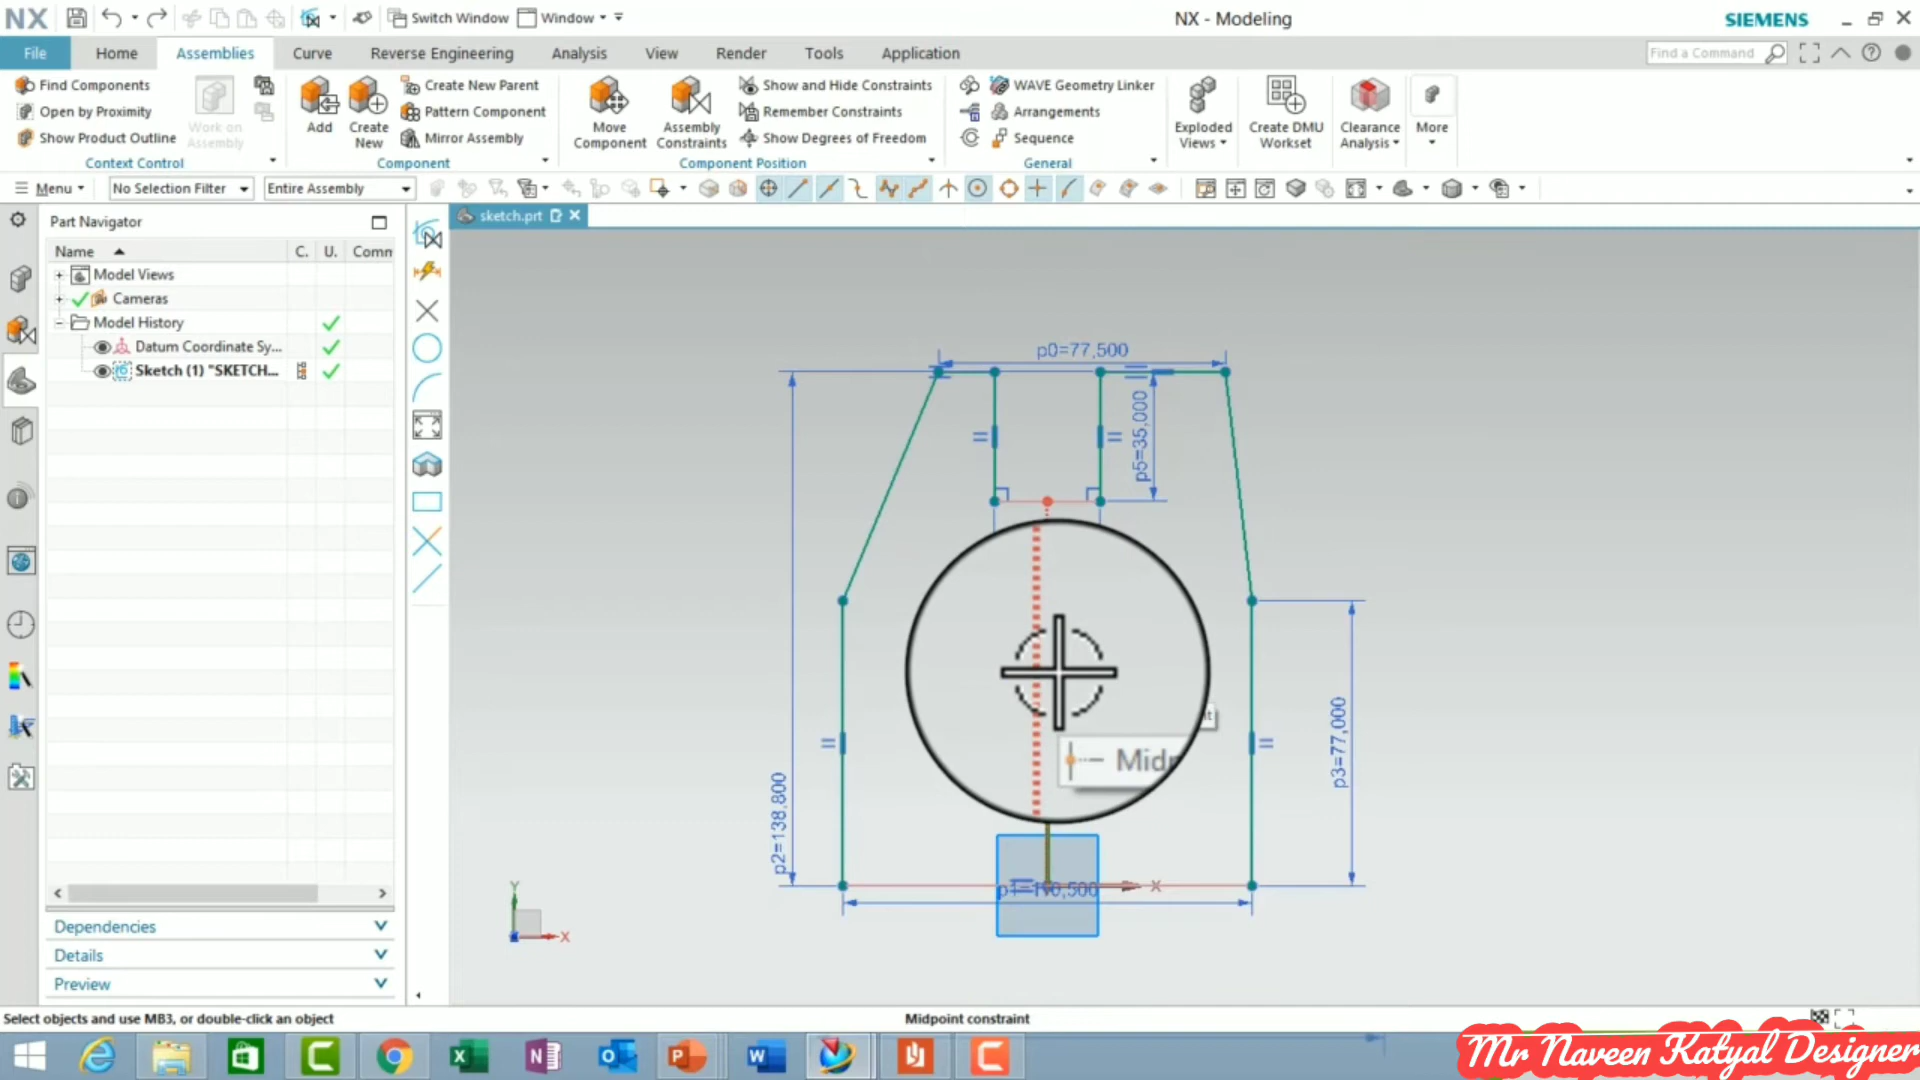 NX
Switch Window
Window
NX - Modeling
SIEMENS
File
Home
Assemblies
Curve
Reverse Engineering
Analysis
View
Render
Tools
Application
Find a Command
Find Components
Open by Proximity
Show Product Outline
Work on
Assembly
Context Control
Add
Create
New
Create New Parent
Pattern Component
Mirror Assembly
Component
Move
Component
Assembly
Constraints
Show and Hide Constraints
Remember Constraints
Show Degrees of Freedom
Component Position
WAVE Geometry Linker
Arrangements
Sequence
General
Exploded
Views
Create DMU
Workset
Clearance
Analysis
More
Menu
No Selection Filter
Entire Assembly
Part Navigator
sketch.prt
Name
C.
U.
Comm
Model Views
Cameras
Model History
Datum Coordinate Sy...
Sketch (1) "SKETCH...
p0=77,500
p5=35,000
p2=138,800
p3=77,000
X
Y
X
Dependencies
Details
Preview
Select objects and use MB3, or double-click an object
Midpoint constraint
Mr Naveen Katyal Designer